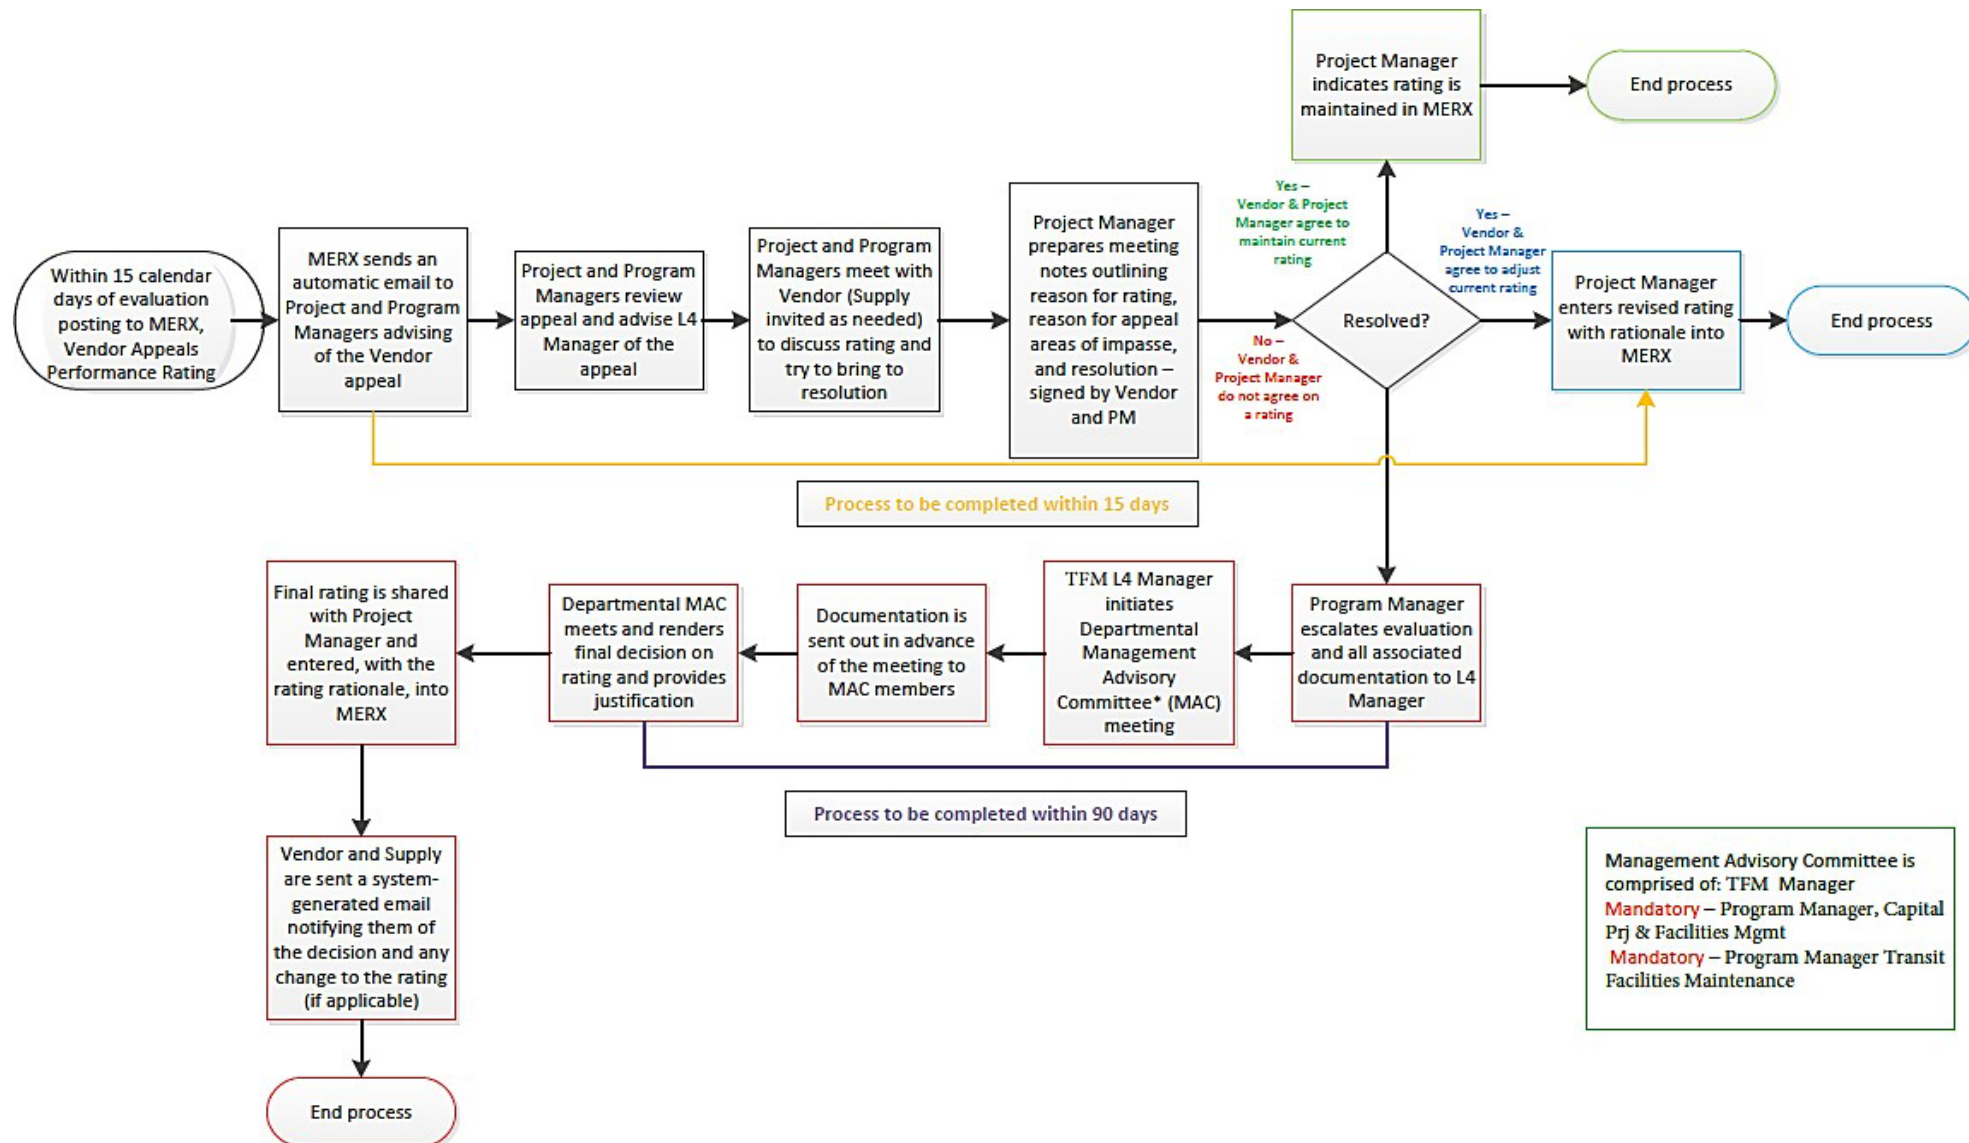 Within 15 calendar
days of evaluation
posting to MERX,
Vendor Appeals
Performance Rating
MERX sends an
automatic email to
Project and Program
Managers advising
of the Vendor
appeal
Project and Program
Managers review
appeal and advise L4
Manager of the
appeal
Project and Program
Managers meet with
Vendor (Supply
invited as needed)
to discuss rating and
try to bring to
resolution
Project Manager
prepares meeting
notes outlining
reason for rating,
reason for appeal
areas of impasse,
and resolution –
signed by Vendor
and PM
Resolved?
Yes –
Vendor & Project
Manager agree to
maintain current
rating
Project Manager
indicates rating is
maintained in MERX
End process
Yes –
Vendor &
Project Manager
agree to adjust
current rating
Project Manager
enters revised rating
with rationale into
MERX
End process
No –
Vendor &
Project Manager
do not agree on
a rating
Process to be completed within 15 days
Program Manager
escalates evaluation
and all associated
documentation to L4
Manager
TFM L4 Manager
initiates
Departmental
Management
Advisory
Committee* (MAC)
meeting
Documentation is
sent out in advance
of the meeting to
MAC members
Departmental MAC
meets and renders
final decision on
rating and provides
justification
Final rating is shared
with Project
Manager and
entered, with the
rating rationale, into
MERX
Process to be completed within 90 days
Vendor and Supply
are sent a system-
generated email
notifying them of
the decision and any
change to the rating
(if applicable)
End process
Management Advisory Committee is
comprised of: TFM Manager
Mandatory – Program Manager, Capital
Prj & Facilities Mgmt
Mandatory – Program Manager Transit
Facilities Maintenance